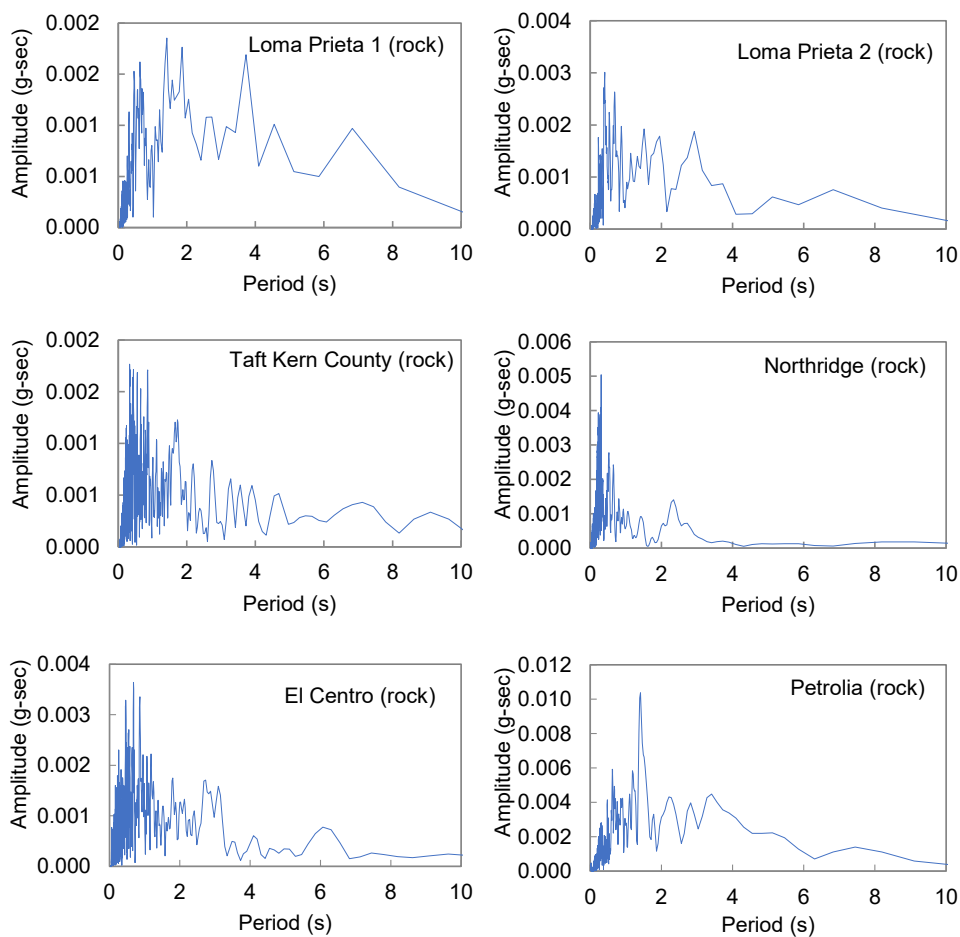 0.002
Loma Prieta 1 (rock)
0.002
0.001
0.001
0.000
0 2 4 6 8 10
Period (s)
Amplitude (g-sec)
0.004
Loma Prieta 2 (rock)
0.003
0.002
0.001
0.000
0 2 4 6 8 10
Period (s)
Amplitude (g-sec)
0.002
Taft Kern County (rock)
0.002
0.001
0.001
0.000
0 2 4 6 8 10
Period (s)
Amplitude (g-sec)
0.006
Northridge (rock)
0.005
0.004
0.003
0.002
0.001
0.000
0 2 4 6 8 10
Period (s)
Amplitude (g-sec)
0.004
El Centro (rock)
0.003
0.002
0.001
0.000
0 2 4 6 8 10
Period (s)
Amplitude (g-sec)
0.012
Petrolia (rock)
0.010
0.008
0.006
0.004
0.002
0.000
0 2 4 6 8 10
Period (s)
Amplitude (g-sec)